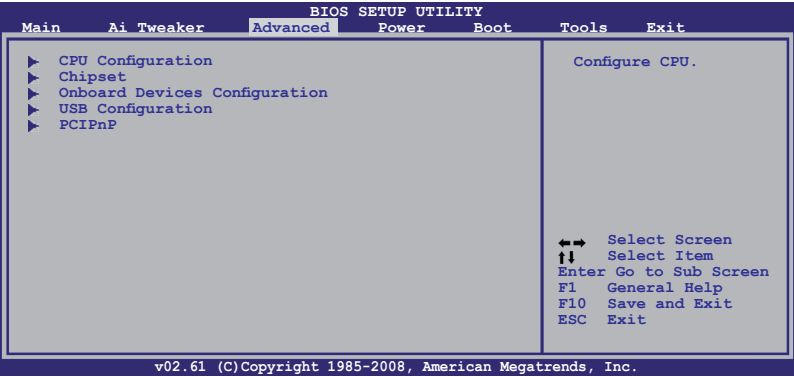 BIOS SETUP UTILITY
Main Ai Tweaker Advanced Power Boot Tools Exit
CPU Configuration
Chipset
Onboard Devices Configuration
USB Configuration
PCIPnP
Configure CPU.
Select Screen
Select Item
Enter Go to Sub Screen
F1 General Help
F10 Save and Exit
ESC Exit
v02.61 (C)Copyright 1985-2008, American Megatrends, Inc.